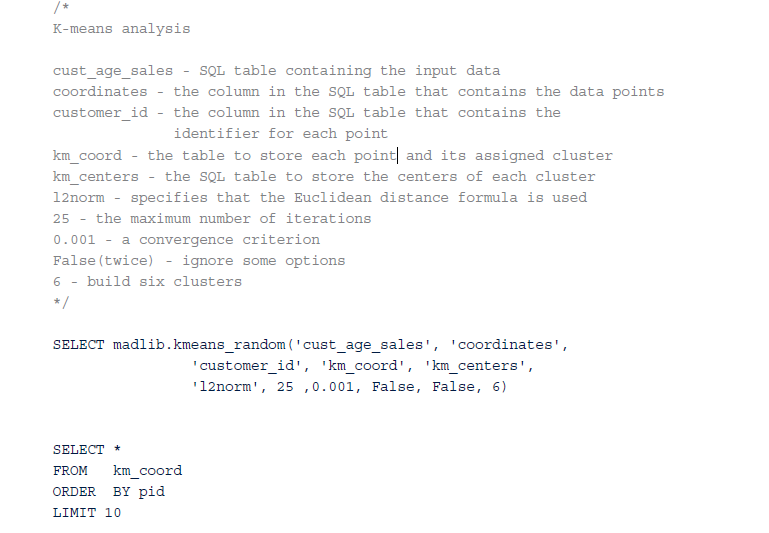 /*
K-means analysis
cust_age_sales - SQL table containing the input data
coordinates - the column in the SQL table that contains the data points
customer_id - the column in the SQL table that contains the
identifier for each point
km_coord - the table to store each point and its assigned cluster
km_centers - the SQL table to store the centers of each cluster
l2norm - specifies that the Euclidean distance formula is used
25 - the maximum number of iterations
0.001 - a convergence criterion
False(twice) - ignore some options
6 - build six clusters
*/
SELECT madlib.kmeans_random('cust_age_sales', 'coordinates',
'customer_id', 'km_coord', 'km_centers',
'l2norm', 25 ,0.001, False, False, 6)
SELECT *
FROM km_coord
ORDER BY pid
LIMIT 10